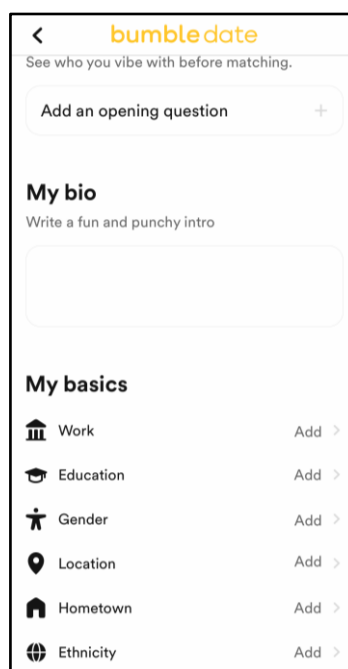 bumble date
See who you vibe with before matching.
Add an opening question
My bio
Write a fun and punchy intro
My basics
Work Add
Education Add
Gender Add
Location Add
Hometown Add
Ethnicity Add